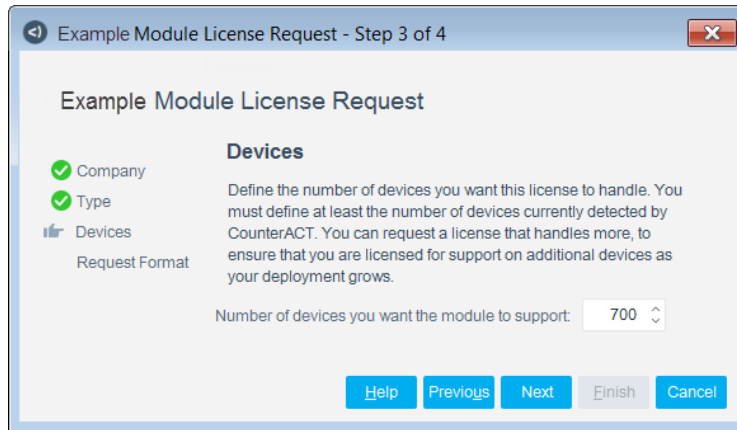 Example Module License Request - Step 3 of 4
Example Module License Request
Company
Type
Devices
Request Format
Devices
Define the number of devices you want this license to handle. You
must define at least the number of devices currently detected by
CounterACT. You can request a license that handles more, to
ensure that you are licensed for support on additional devices as
your deployment grows.
Number of devices you want the module to support: 700
Help Previous Next Finish Cancel